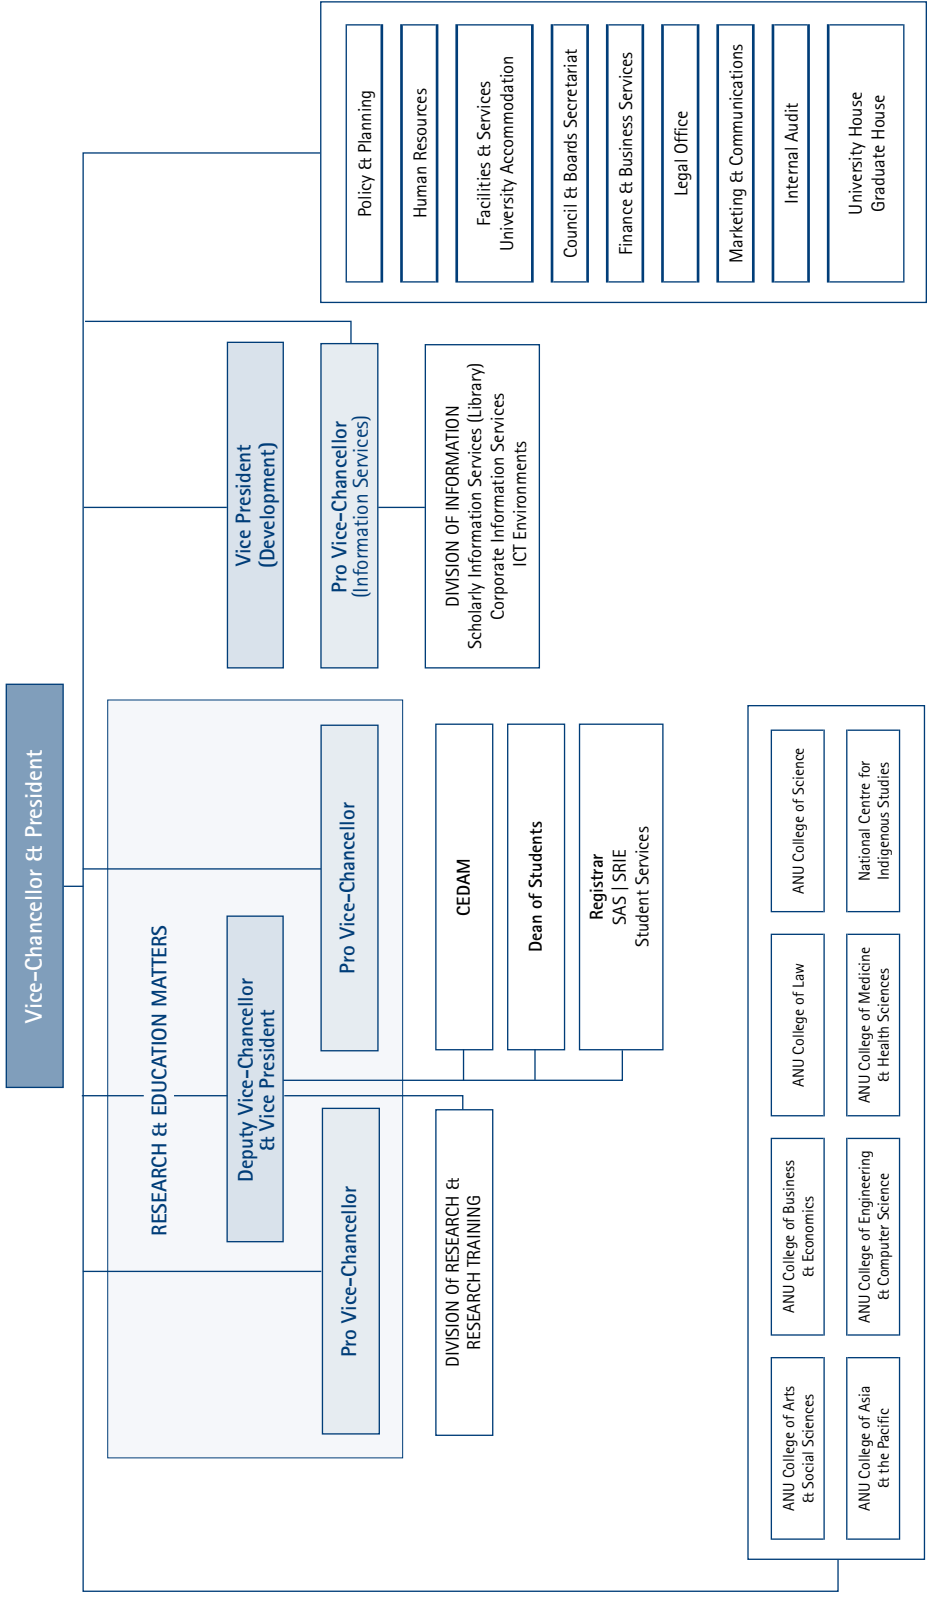 Vice-Chancellor & President
RESEARCH & EDUCATION MATTERS
Deputy Vice-Chancellor
& Vice President
Pro Vice-Chancellor
Pro Vice-Chancellor
Vice President
(Development)
Pro Vice-Chancellor
(Information Services)
DIVISION Of RESEARCH &
RESEARCH TRAINING
CEDAM
Dean of Students
Registrar
SAS | SRIE
Student Services
DIVISION OF INFORMATION
Scholarly Information Services (Library)
Corporate Information Services
ICT Environments
Policy & Planning
Human Resources
Facilities & Services
University Accommodation
Council & Boards Secretariat
Finance & Business Services
Legal Office
Marketing & Communications
Internal Audit
University House
Graduate House
ANU College of Arts
& Social Sciences
ANU College of Business
& Economics
ANU College of Law
ANU College of Science
ANU College of Asia
& the Pacific
ANU College of Engineering
& Computer Science
ANU College of Medicine
& Health Sciences
National Centre for
Indigenous Studies